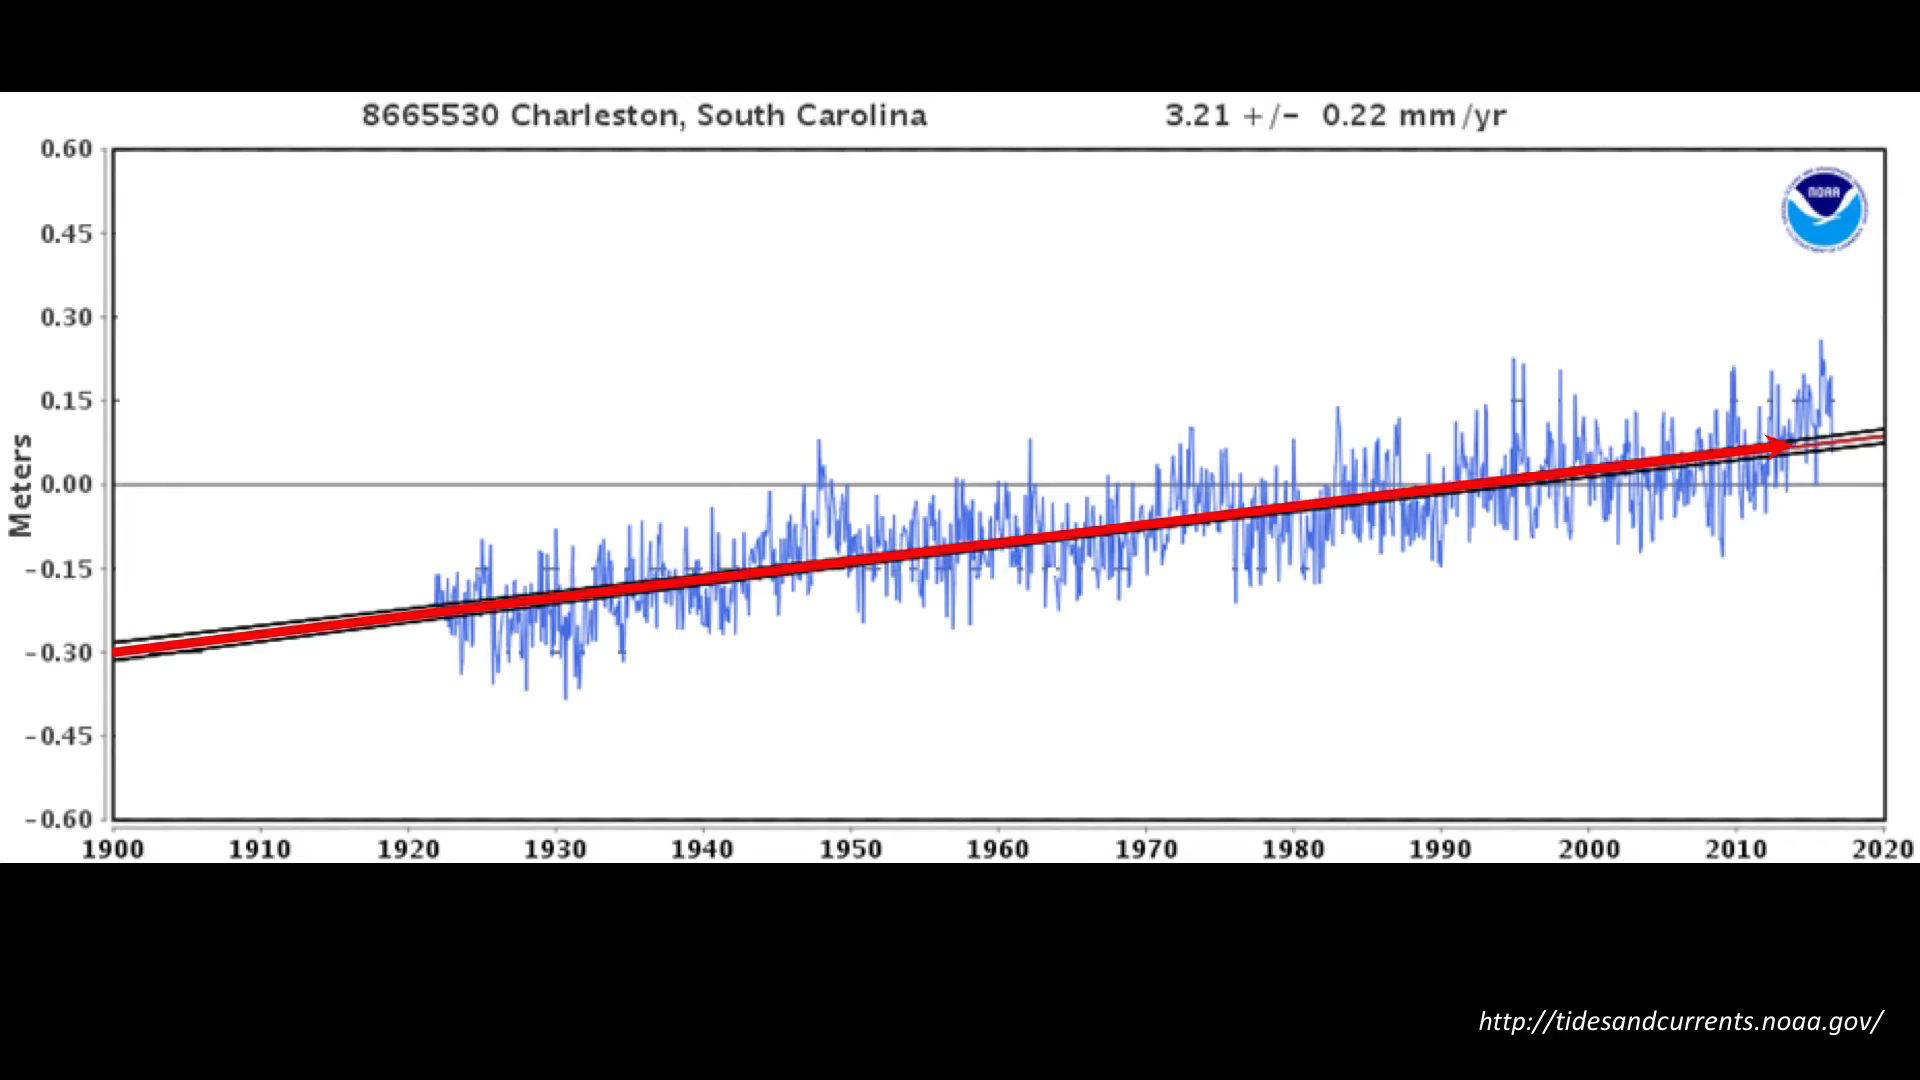 8665530 Charleston, South Carolina 3.21 +/- 0.22 mm/yr
0.60
0.45
0.30
0.15
0.00
-0.15
-0.30
-0.45
-0.60
Meters
NOAA
1900 1910 1920 1930 1940 1950 1960 1970 1980 1990 2000 2010 2020
http://tidesandcurrents.noaa.gov/